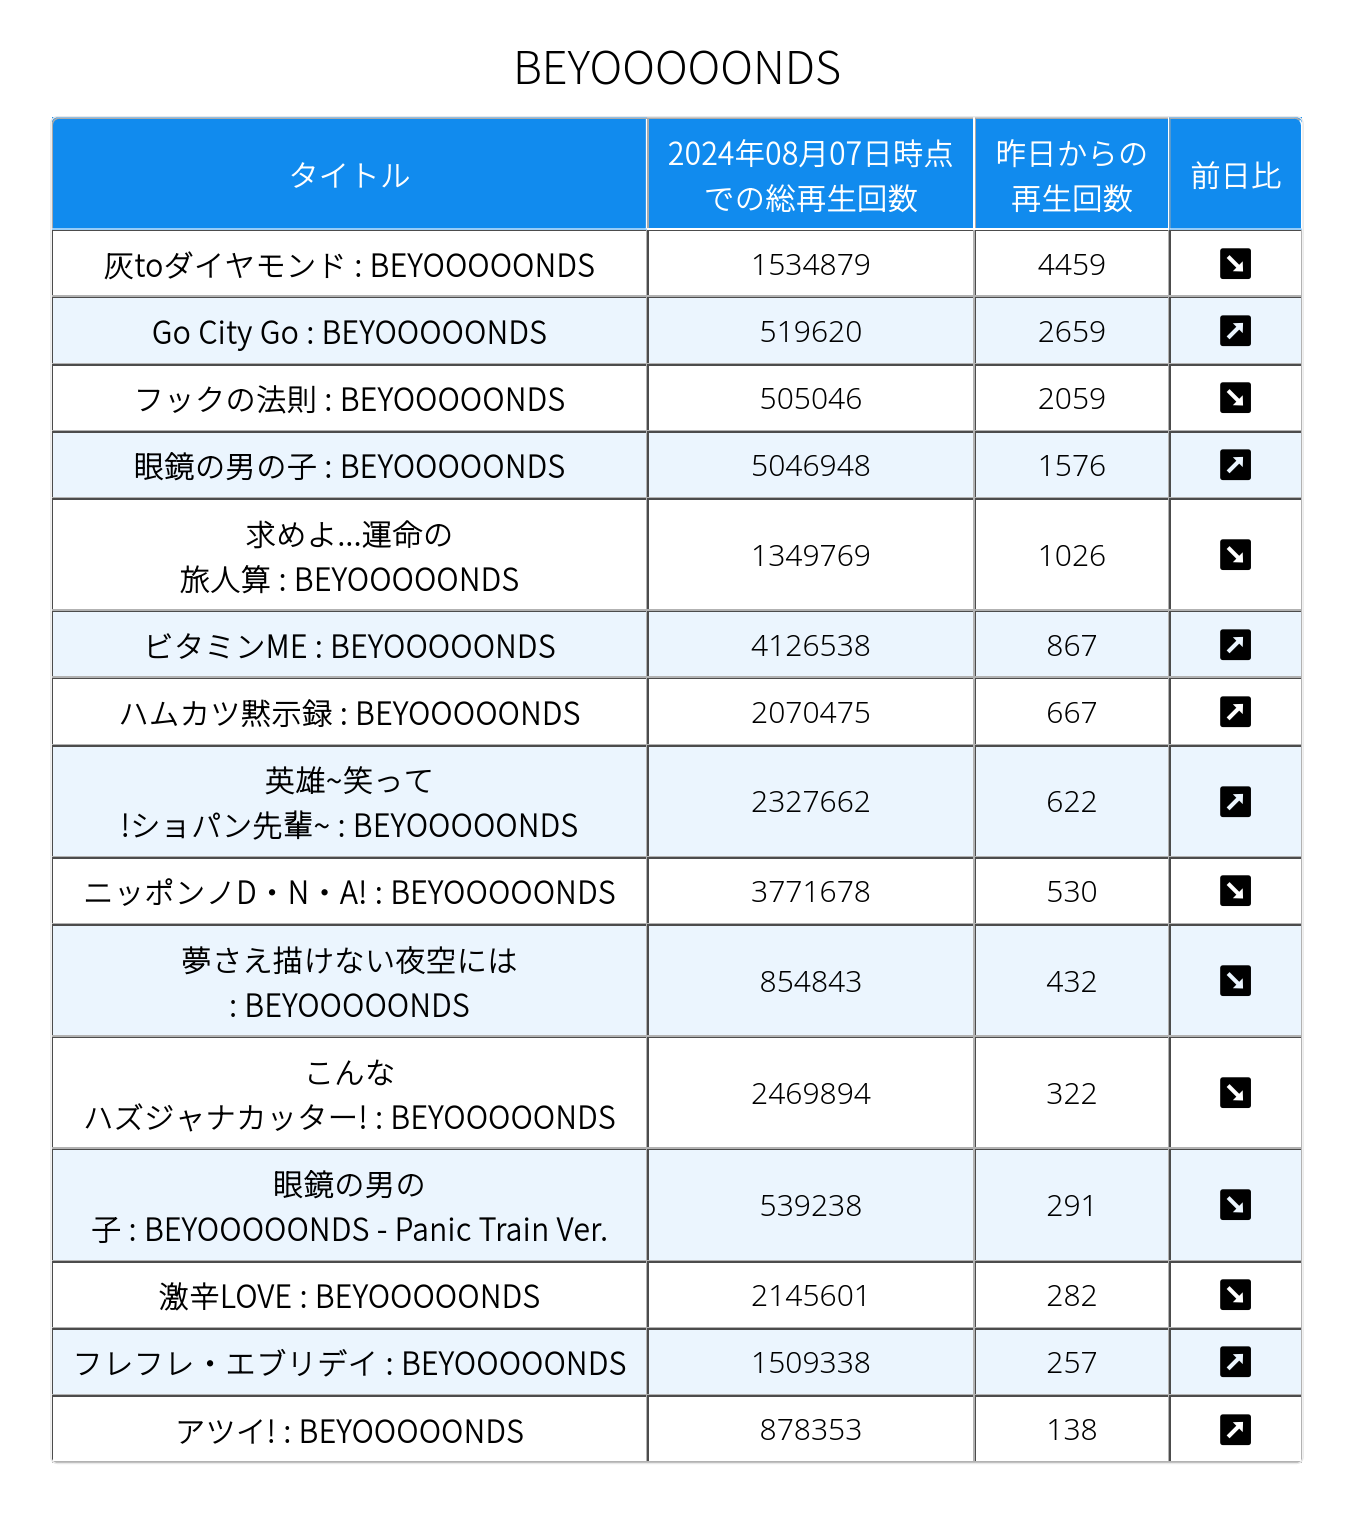 BEYOOOOONDS
タイトル
2024年08月07日時点
での総再生回数
昨日からの
再生回数
前日比
灰toダイヤモンド : BEYOOOOONDS
1534879
4459
Go City Go : BEYOOOOONDS
519620
2659
フックの法則 : BEYOOOOONDS
505046
2059
眼鏡の男の子 : BEYOOOOONDS
5046948
1576
求めよ...運命の
旅人算 : BEYOOOOONDS
1349769
1026
ビタミンME : BEYOOOOONDS
4126538
867
ハムカツ黙示録 : BEYOOOOONDS
2070475
667
英雄~笑って
!ショパン先輩~ : BEYOOOOONDS
2327662
622
ニッポンノD・N・A! : BEYOOOOONDS
3771678
530
夢さえ描けない夜空には
: BEYOOOOONDS
854843
432
こんな
ハズジャナカッター! : BEYOOOOONDS
2469894
322
眼鏡の男の
子 : BEYOOOOONDS - Panic Train Ver.
539238
291
激辛LOVE : BEYOOOOONDS
2145601
282
フレフレ・エブリデイ : BEYOOOOONDS
1509338
257
アツイ! : BEYOOOOONDS
878353
138